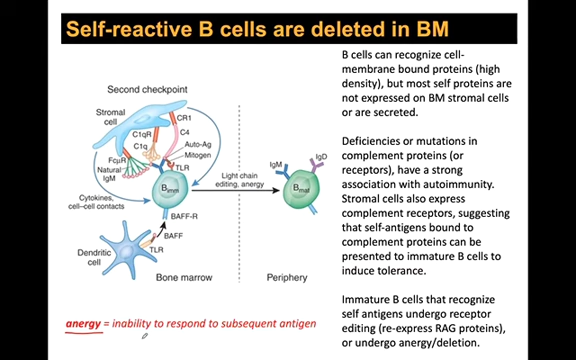 Self-reactive B cells are deleted in BM
Second checkpoint
Stromal
cell
CR1
C1qR
C4
C1q
Auto-Ag
Mitogen
FcμR
TLR
Natural
IgM
Cytokines,
cell–cell contacts
Bimm
Light chain
editing, anergy
IgM
IgD
Bmat
BAFF-R
BAFF
TLR
Dendritic
cell
Bone marrow
Periphery
anergy = inability to respond to subsequent antigen
B cells can recognize cell-
membrane bound proteins (high
density), but most self proteins are
not expressed on BM stromal cells
or are secreted.
Deficiencies or mutations in
complement proteins (or
receptors), have a strong
association with autoimmunity.
Stromal cells also express
complement receptors, suggesting
that self-antigens bound to
complement proteins can be
presented to immature B cells to
induce tolerance.
Immature B cells that recognize
self antigens undergo receptor
editing (re-express RAG proteins),
or undergo anergy/deletion.